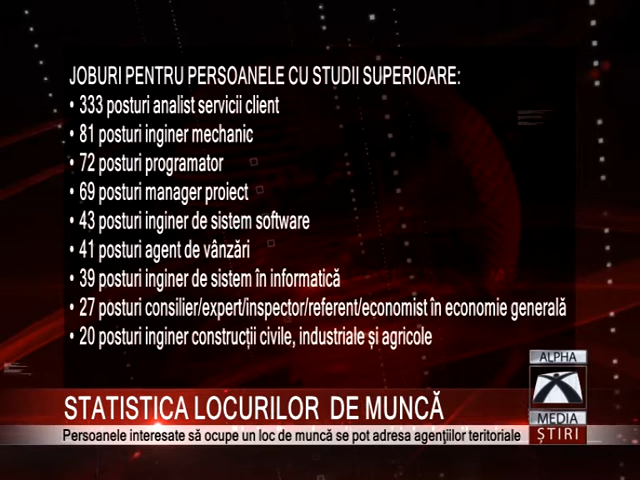 JOBURI PENTRU PERSOANELE CU STUDII SUPERIOARE:
• 333 posturi analist servicii client
• 81 posturi inginer mechanic
• 72 posturi programator
• 69 posturi manager proiect
• 43 posturi inginer de sistem software
• 41 posturi agent de vânzări
• 39 posturi inginer de sistem în informatică
• 27 posturi consilier/expert/inspector/referent/economist în economie generală
• 20 posturi inginer construcții civile, industriale și agricole
STATISTICA LOCURILOR DE MUNCĂ
Persoanele interesate să ocupe un loc de muncă se pot adresa agențiilor teritoriale
ALPHA
MEDIA
ȘTIRI